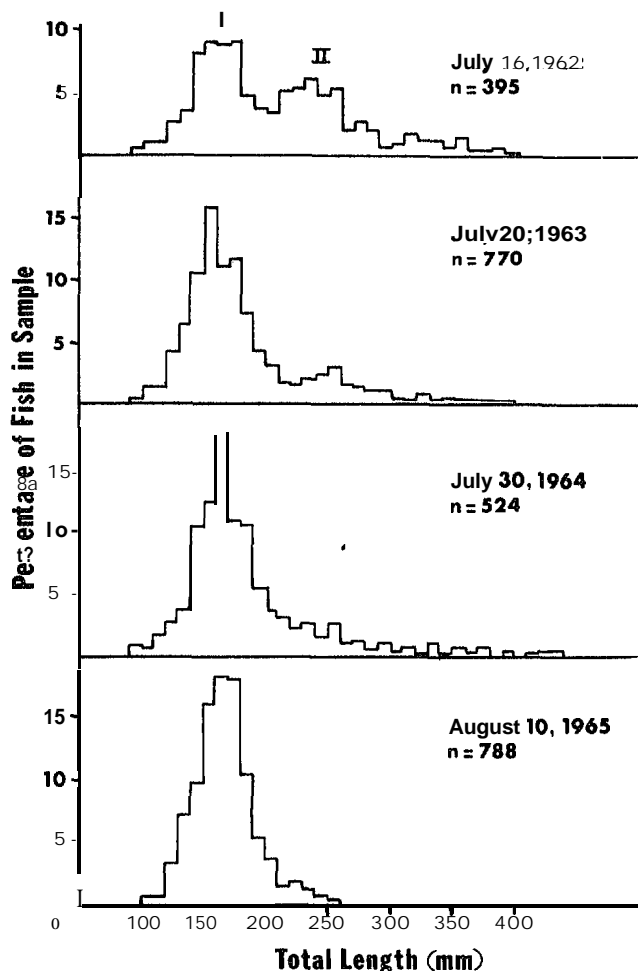 I
II
10
5 -
July 16,1962
n = 395
15
10
5
July 20;1963
n = 770
Percentage of Fish in Sample
15-
10-
5 -
July 30, 1964
n = 524
15
10
5 -
August 10, 1965
n = 788
0 100 150 200 250 300 350 400
Total Length (mm)